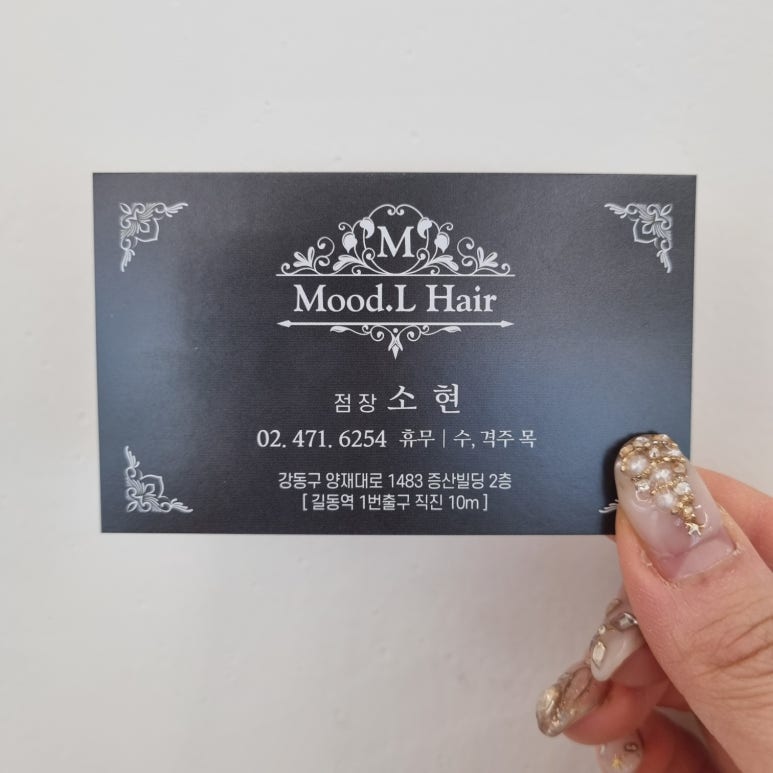 M
Mood.L Hair
점장 소 현
02. 471. 6254 휴무 | 수, 격주 목
강동구 양재대로 1483 증산빌딩 2층
[ 길동역 1번출구 직진 10m ]